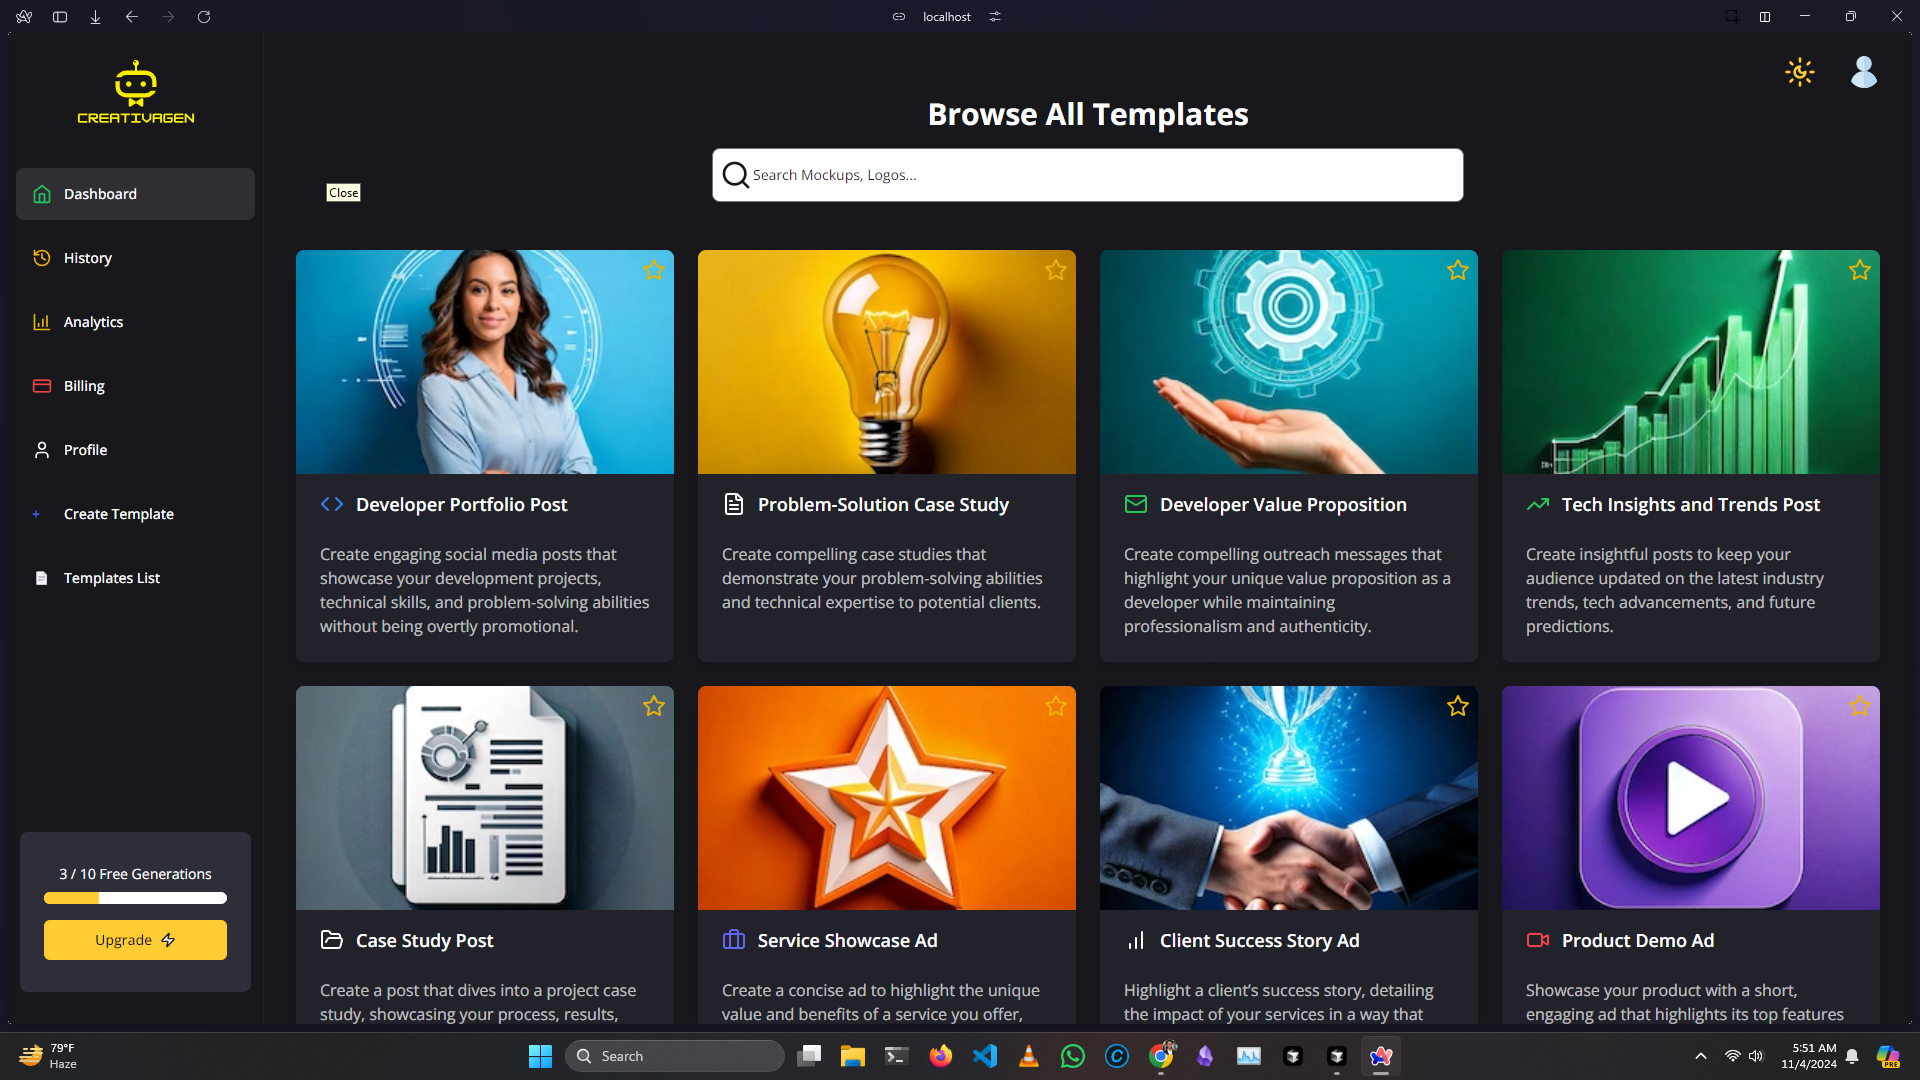 localhost
CREATIVAGEN
Browse All Templates
Search Mockups, Logos...
Close
Dashboard
History
Analytics
Billing
Profile
+ Create Template
Templates List
Developer Portfolio Post
Create engaging social media posts that
showcase your development projects,
technical skills, and problem-solving abilities
without being overtly promotional.
Problem-Solution Case Study
Create compelling case studies that
demonstrate your problem-solving abilities
and technical expertise to potential clients.
Developer Value Proposition
Create compelling outreach messages that
highlight your unique value proposition as a
developer while maintaining
professionalism and authenticity.
Tech Insights and Trends Post
Create insightful posts to keep your
audience updated on the latest industry
trends, tech advancements, and future
predictions.
Case Study Post
Create a post that dives into a project case
study, showcasing your process, results,
Service Showcase Ad
Create a concise ad to highlight the unique
value and benefits of a service you offer,
Client Success Story Ad
Highlight a client’s success story, detailing
the impact of your services in a way that
Product Demo Ad
Showcase your product with a short,
engaging ad that highlights its top features
3 / 10 Free Generations
Upgrade
79°F
Haze
Search
5:51 AM
11/4/2024
PRE